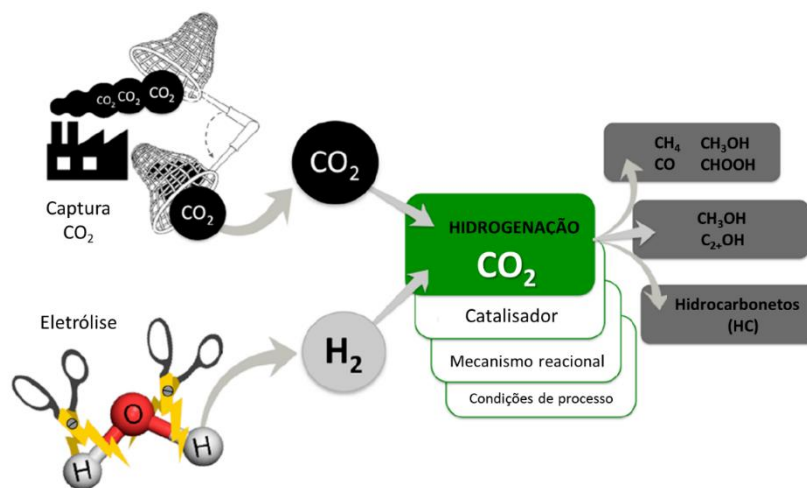 CO₂ CO₂ CO₂
CO₂
Captura
CO₂
CO₂
Eletrólise
O
H
H
H₂
HIDROGENAÇÃO
CO₂
Catalisador
Mecanismo reacional
Condições de processo
CH₄ CH₃OH
CO CHOOH
CH₃OH
C₂₊OH
Hidrocarbonetos
(HC)